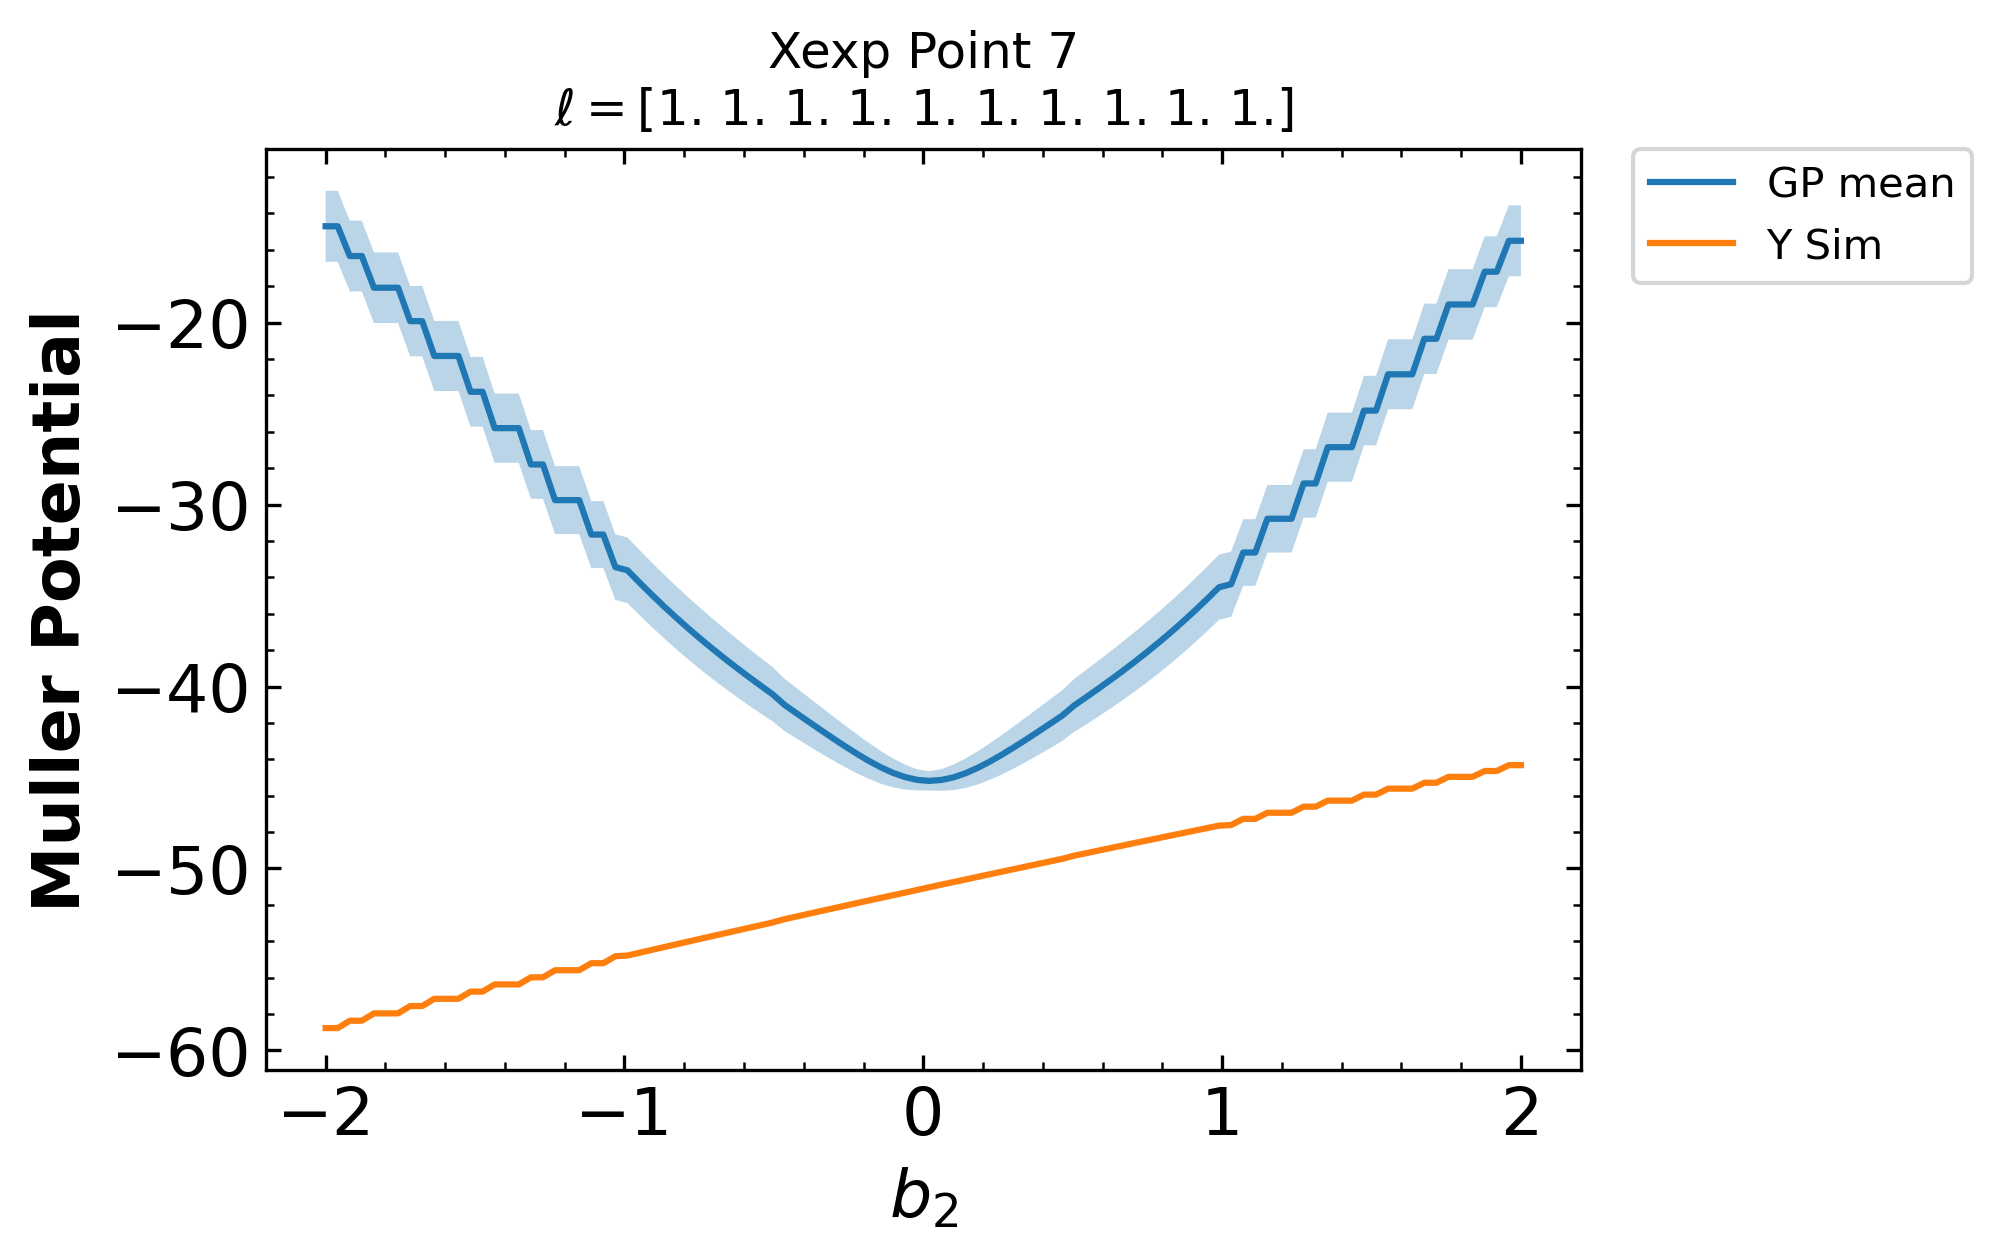 Xexp Point 7
ℓ = [1. 1. 1. 1. 1. 1. 1. 1. 1. 1.]
GP mean
Y Sim
Muller Potential
−20
−30
−40
−50
−60
−2
−1
0
1
2
b₂